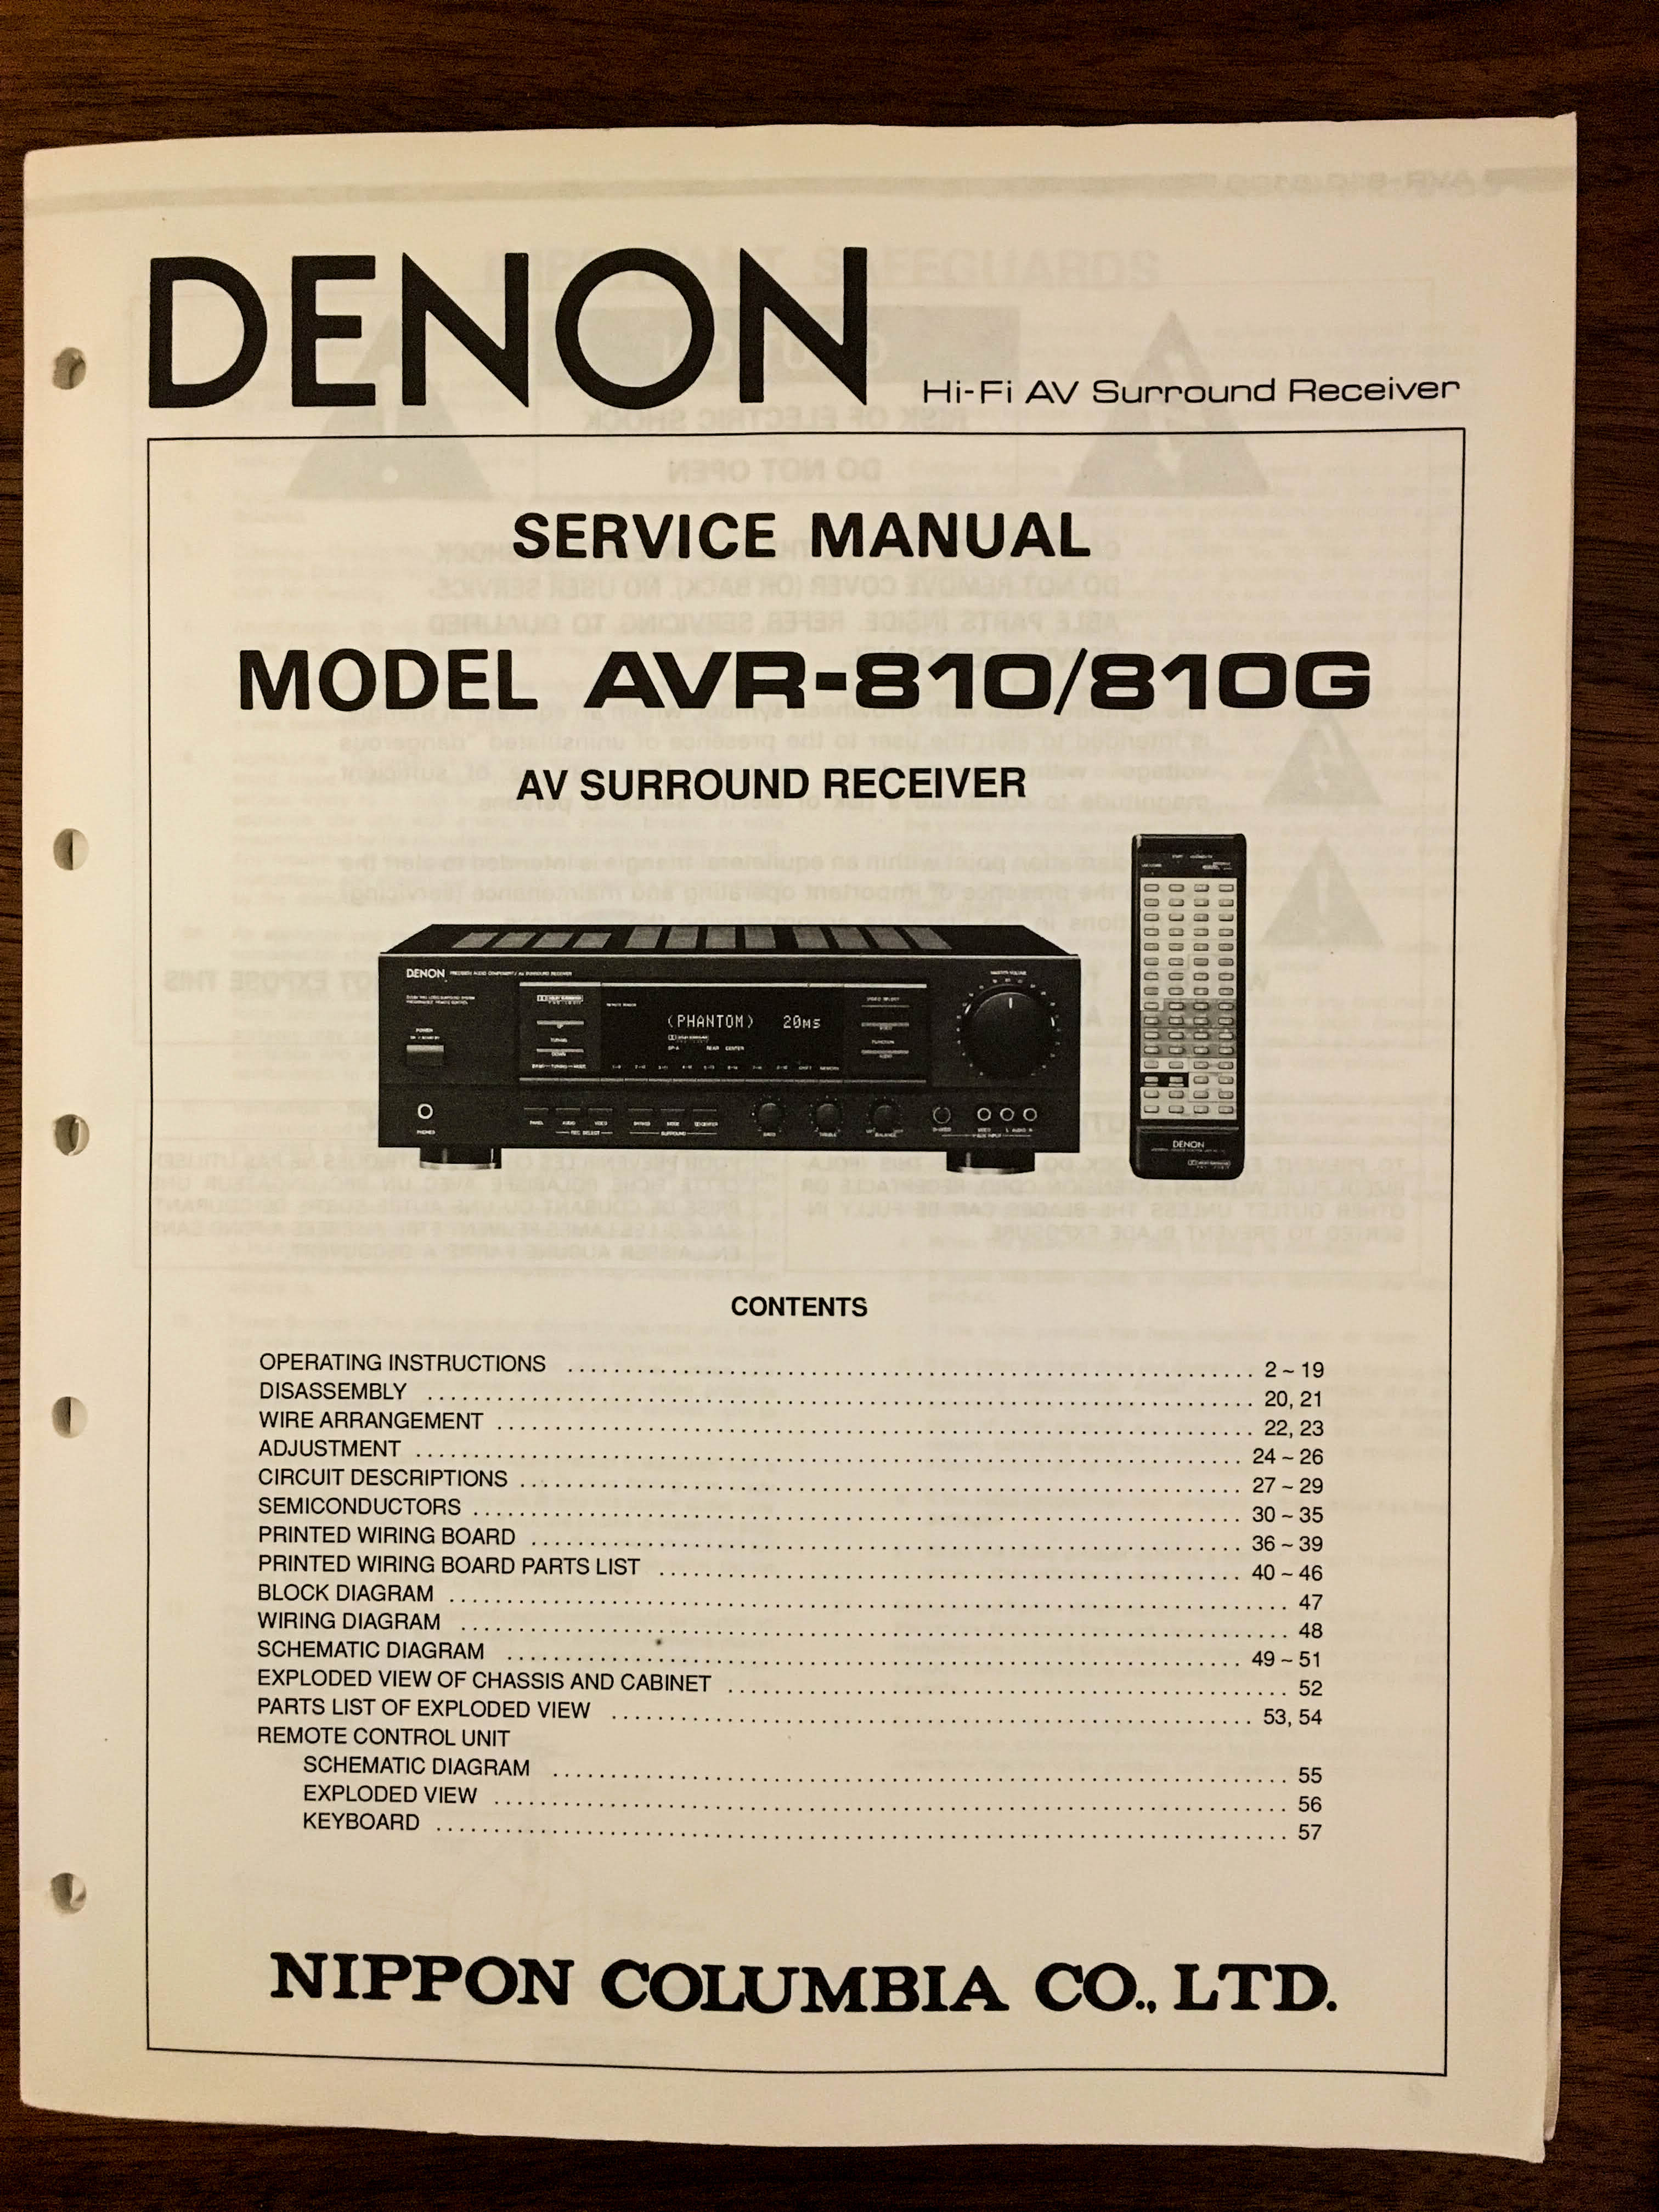 DENON
Hi-Fi AV Surround Receiver
SERVICE MANUAL
MODEL AVR-810/810G
AV SURROUND RECEIVER
DENON
POWER
(PHANTOM) 20MS
PHONES
DENON
CONTENTS
OPERATING INSTRUCTIONS ........ 2 ~ 19
DISASSEMBLY ........ 20, 21
WIRE ARRANGEMENT ........ 22, 23
ADJUSTMENT ........ 24 ~ 26
CIRCUIT DESCRIPTIONS ........ 27 ~ 29
SEMICONDUCTORS ........ 30 ~ 35
PRINTED WIRING BOARD ........ 36 ~ 39
PRINTED WIRING BOARD PARTS LIST ........ 40 ~ 46
BLOCK DIAGRAM ........ 47
WIRING DIAGRAM ........ 48
SCHEMATIC DIAGRAM ........ 49 ~ 51
EXPLODED VIEW OF CHASSIS AND CABINET ........ 52
PARTS LIST OF EXPLODED VIEW ........ 53, 54
REMOTE CONTROL UNIT
SCHEMATIC DIAGRAM ........ 55
EXPLODED VIEW ........ 56
KEYBOARD ........ 57
NIPPON COLUMBIA CO., LTD.